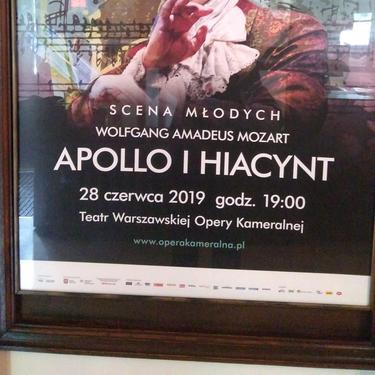 SCENA MŁODYCH
WOLFGANG AMADEUS MOZART
APOLLO I HIACYNT
28 czerwca 2019 godz. 19:00
Teatr Warszawskiej Opery Kameralnej
www.operakameralna.pl